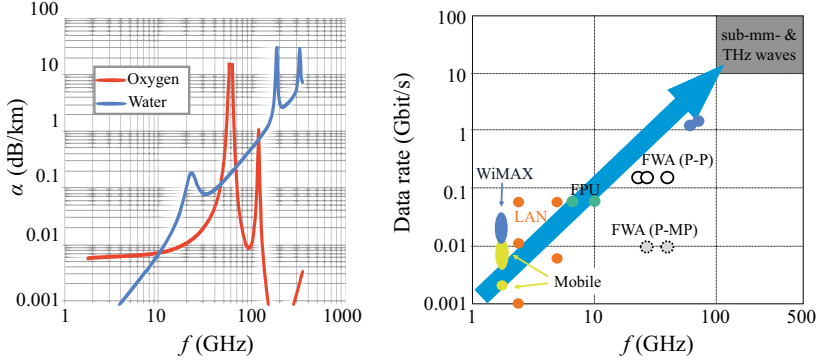 10
1
0.1
0.01
0.001
α (dB/km)
Oxygen
Water
1
10
100
1000
f (GHz)
100
10
1
0.1
0.01
0.001
Data rate (Gbit/s)
sub-mm- &
THz waves
FWA (P-P)
WiMAX
FPU
LAN
FWA (P-MP)
Mobile
1
10
100
500
f (GHz)